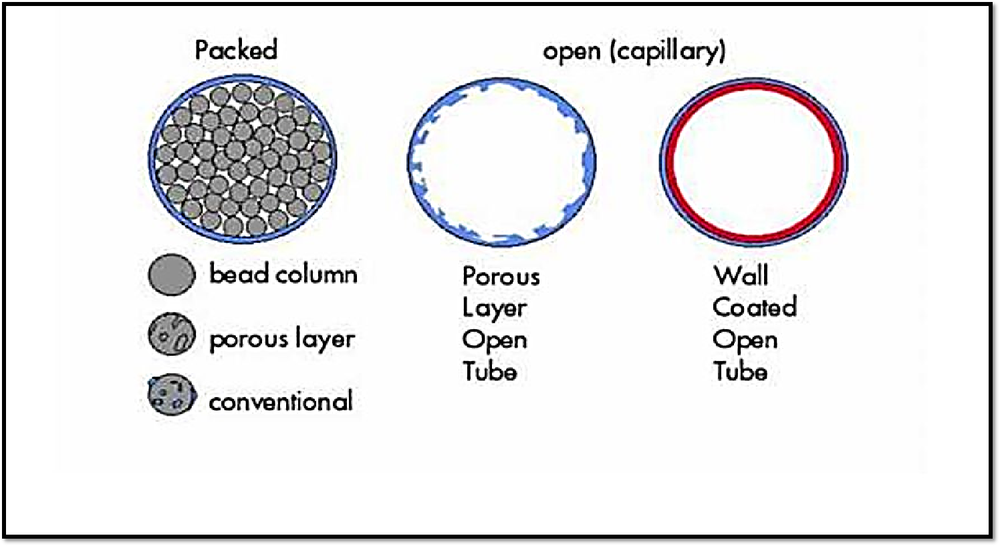 Packed
open (capillary)
bead column
porous layer
conventional
Porous
Layer
Open
Tube
Wall
Coated
Open
Tube